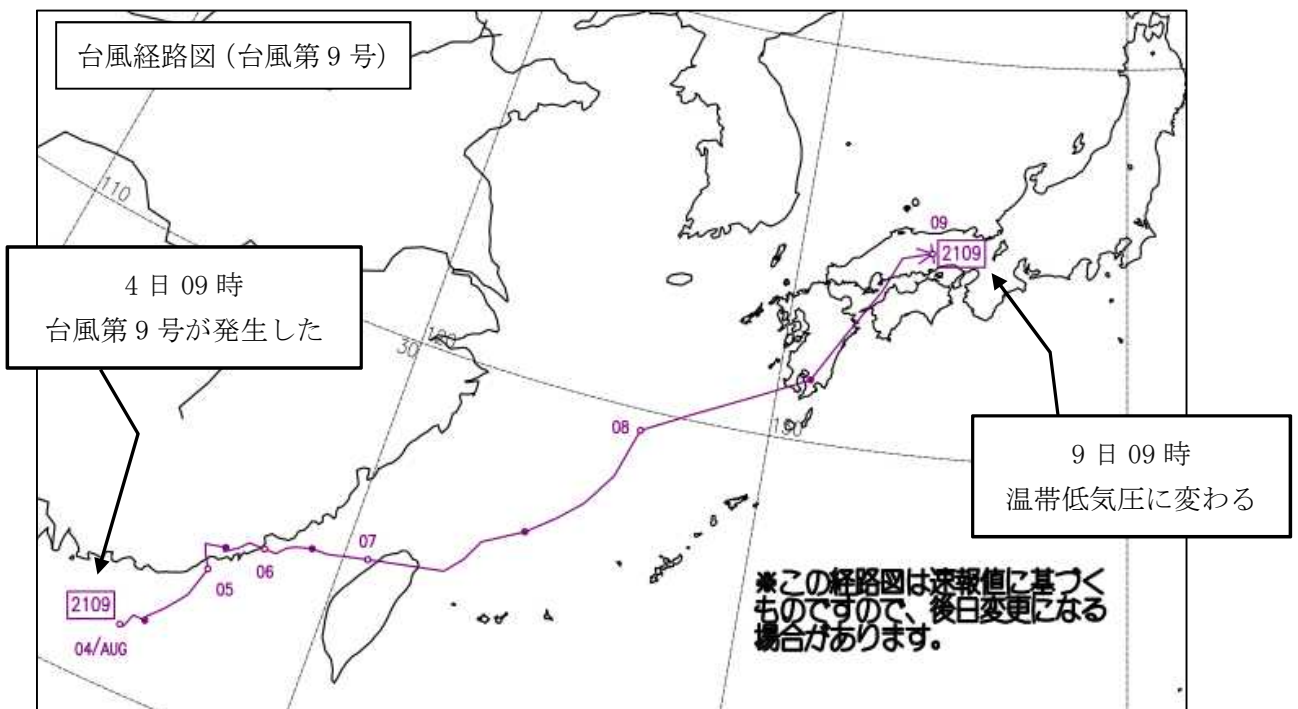 台風経路図（台風第9号）
110
4日09時
台風第9号が発生した
120
30
09
2109
08
130
9日09時
温帯低気圧に変わる
07
06
05
2109
04/AUG
※この経路図は速報値に基づく
ものですので、後日変更になる
場合があります。